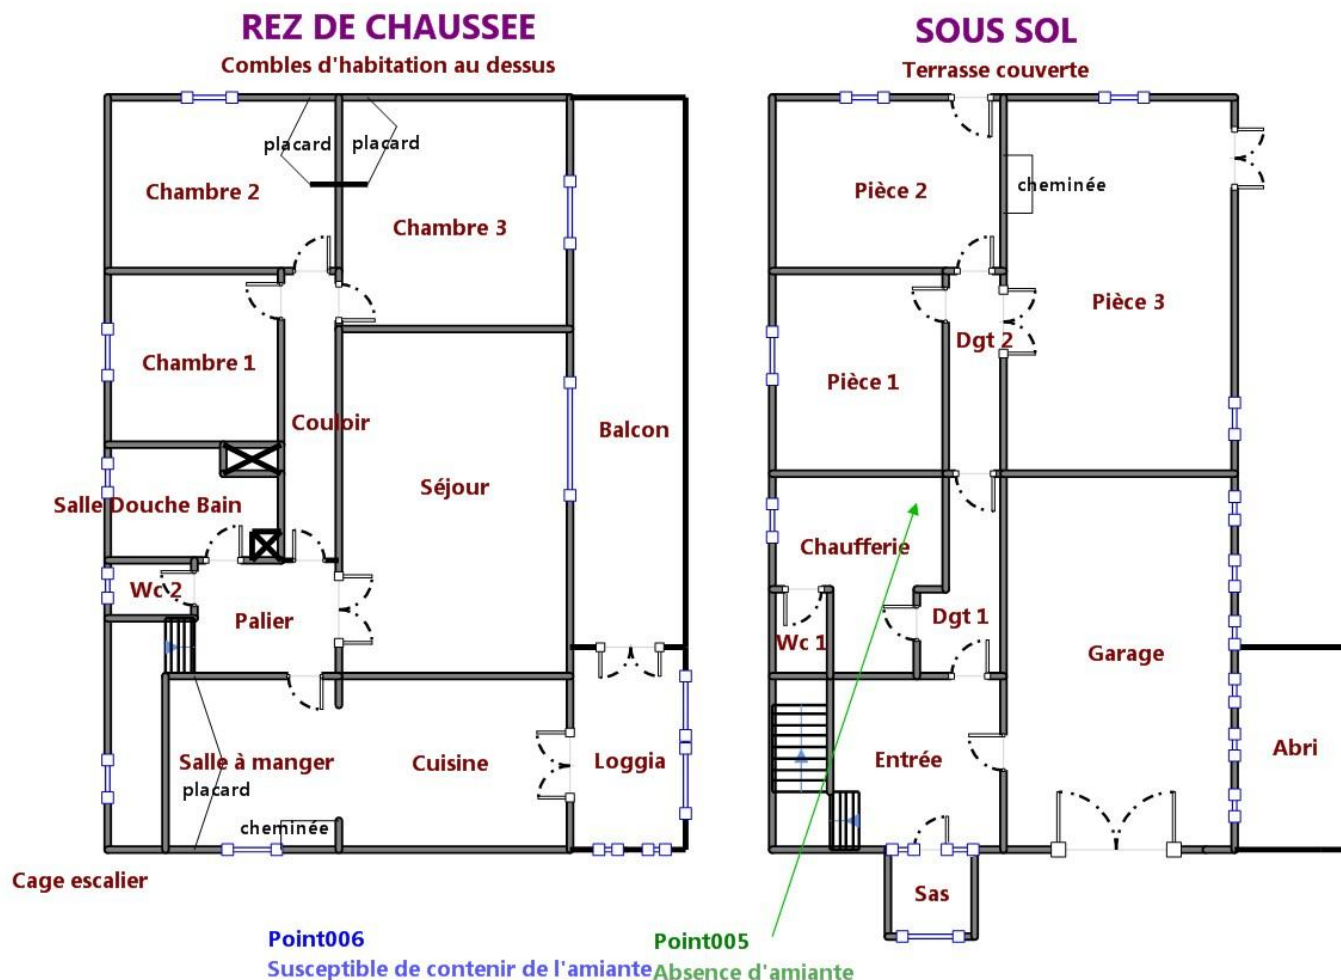 REZ DE CHAUSSEE
Combles d'habitation au dessus
placard
placard
Chambre 2
Chambre 3
Chambre 1
Couloir
Balcon
Séjour
Salle Douche Bain
Wc 2
Palier
Salle à manger
Cuisine
Loggia
placard
cheminée
Cage escalier
SOUS SOL
Terrasse couverte
Pièce 2
cheminée
Pièce 3
Dgt 2
Pièce 1
Chaufferie
Wc 1
Dgt 1
Garage
Entrée
Abri
Sas
Point006
Susceptible de contenir de l'amiante
Point005
Absence d'amiante